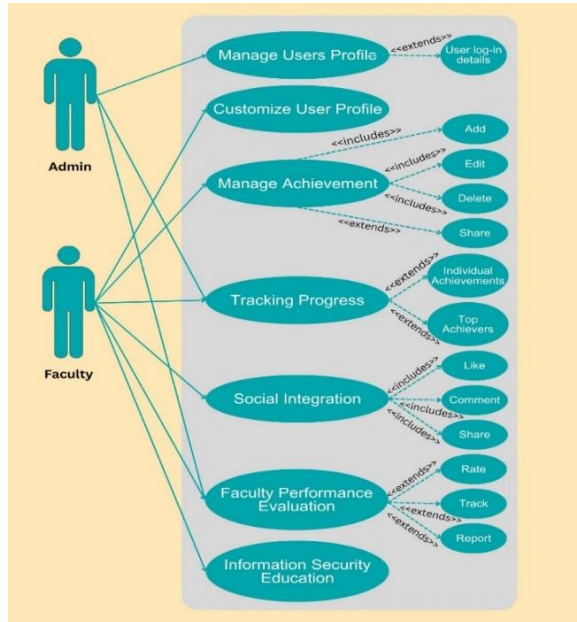 Manage Users Profile
<<extends>>
User log-in
details
Admin
Customize User Profile
Manage Achievement
<<includes>>
Add
<<includes>>
Edit
<<includes>>
Delete
<<extends>>
Share
Faculty
Tracking Progress
<<extends>>
Individual
Achievements
<<extends>>
Top
Achievers
Social Integration
<<includes>>
Like
<<includes>>
Comment
<<includes>>
Share
Faculty Performance
Evaluation
<<extends>>
Rate
<<extends>>
Track
<<extends>>
Report
Information Security
Education